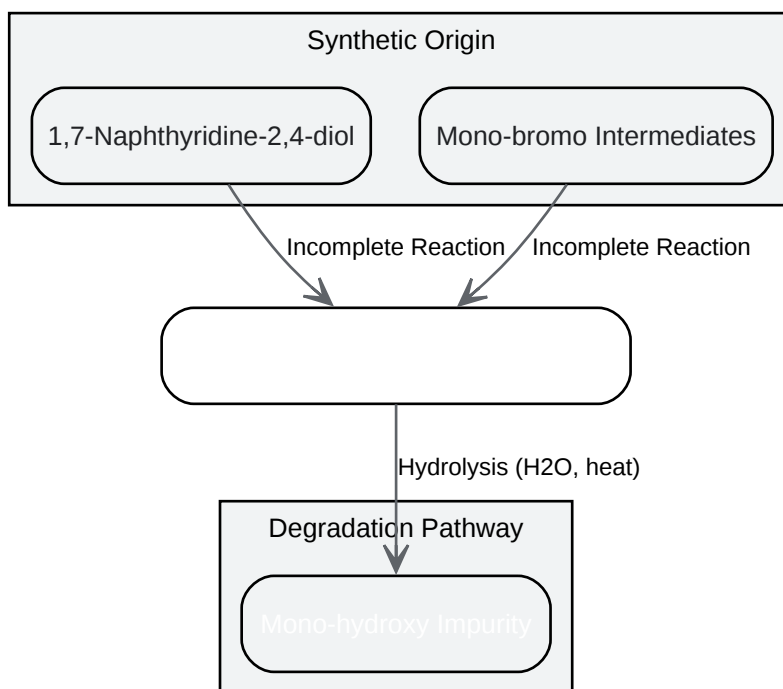 Synthetic Origin
1,7-Naphthyridine-2,4-diol
Mono-bromo Intermediates
Incomplete Reaction
Incomplete Reaction
Hydrolysis (H2O, heat)
Degradation Pathway
Mono-hydroxy Impurity